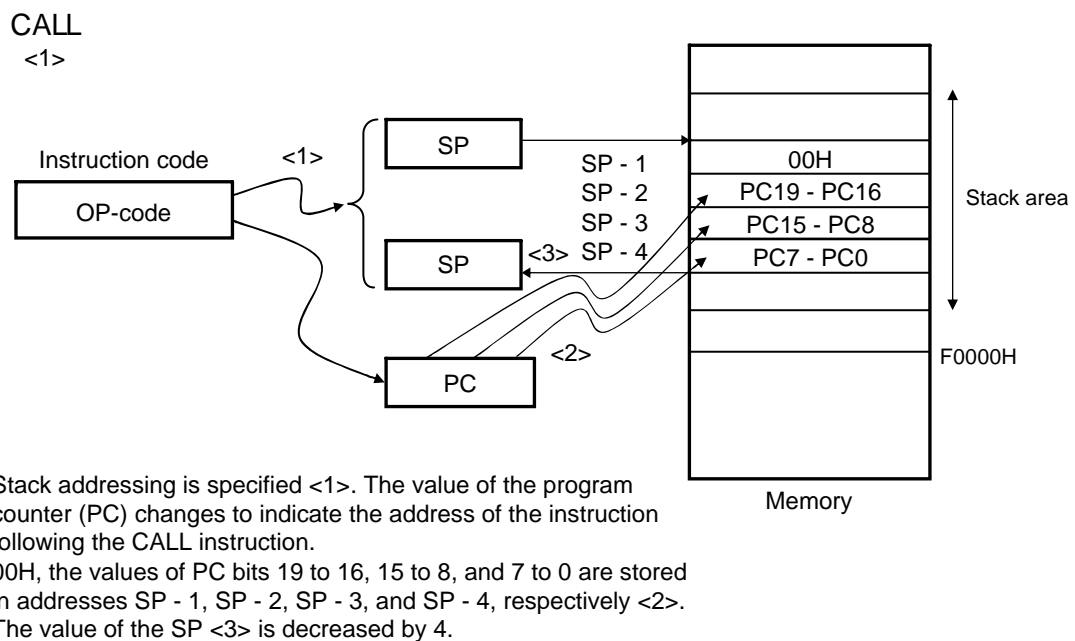 CALL
<1>
Instruction code
OP-code
<1>
SP
SP
<3>
PC
<2>
SP - 1
SP - 2
SP - 3
SP - 4
00H
PC19 - PC16
PC15 - PC8
PC7 - PC0
Stack area
F0000H
Memory
Stack addressing is specified <1>. The value of the program
counter (PC) changes to indicate the address of the instruction
following the CALL instruction.
00H, the values of PC bits 19 to 16, 15 to 8, and 7 to 0 are stored
in addresses SP - 1, SP - 2, SP - 3, and SP - 4, respectively <2>.
The value of the SP <3> is decreased by 4.